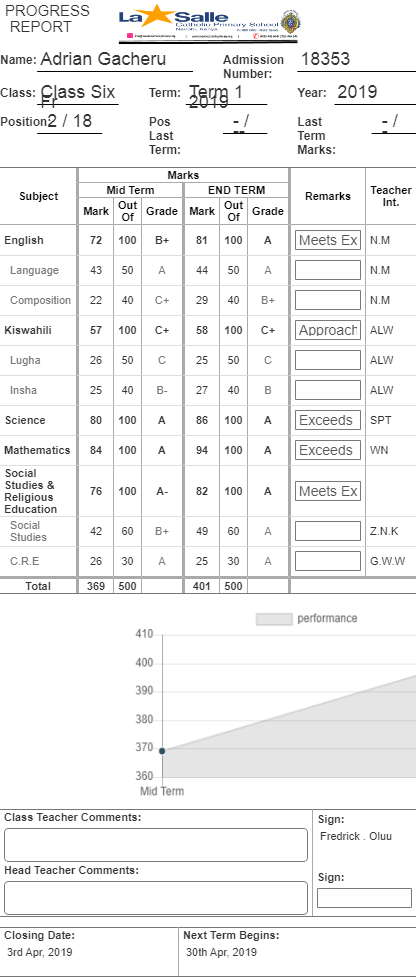 PROGRESS REPORT
La Salle
Catholic Primary School
Nairobi, Kenya
Name: Adrian Gacheru
Admission Number: 18353
Class: Class Six Fr
Term: Term 1 2019
Year: 2019
Position: 2 / 18
Pos Last Term: - / --
Last Term Marks: - /
Marks
Subject Mid Term END TERM Remarks Teacher Int.
Mark Out Of Grade Mark Out Of Grade
English 72 100 B+ 81 100 A Meets Ex N.M
Language 43 50 A 44 50 A N.M
Composition 22 40 C+ 29 40 B+ N.M
Kiswahili 57 100 C+ 58 100 C+ Approach ALW
Lugha 26 50 C 25 50 C ALW
Insha 25 40 B- 27 40 B ALW
Science 80 100 A 86 100 A Exceeds SPT
Mathematics 84 100 A 94 100 A Exceeds WN
Social Studies & Religious Education 76 100 A- 82 100 A Meets Ex
Social Studies 42 60 B+ 49 60 A Z.N.K
C.R.E 26 30 A 25 30 A G.W.W
Total 369 500 401 500
performance
410
400
390
380
370
360
Mid Term
Class Teacher Comments:
Sign:
Fredrick . Oluu
Head Teacher Comments:
Sign:
Closing Date:
3rd Apr, 2019
Next Term Begins:
30th Apr, 2019